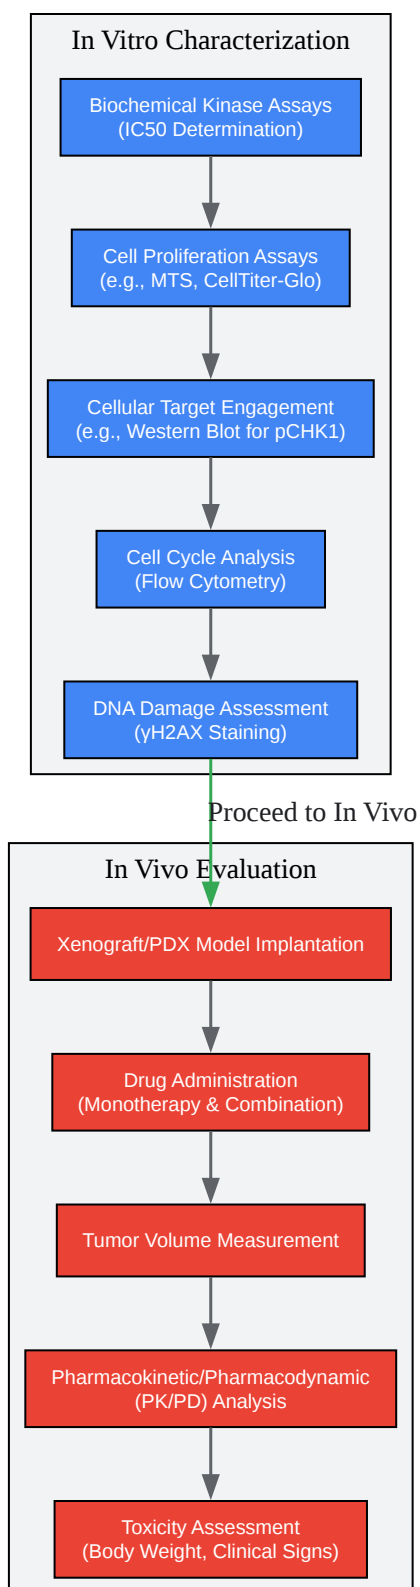 In Vitro Characterization
Biochemical Kinase Assays
(IC50 Determination)
Cell Proliferation Assays
(e.g., MTS, CellTiter-Glo)
Cellular Target Engagement
(e.g., Western Blot for pCHK1)
Cell Cycle Analysis
(Flow Cytometry)
DNA Damage Assessment
(γH2AX Staining)
Proceed to In Vivo
In Vivo Evaluation
Xenograft/PDX Model Implantation
Drug Administration
(Monotherapy & Combination)
Tumor Volume Measurement
Pharmacokinetic/Pharmacodynamic
(PK/PD) Analysis
Toxicity Assessment
(Body Weight, Clinical Signs)